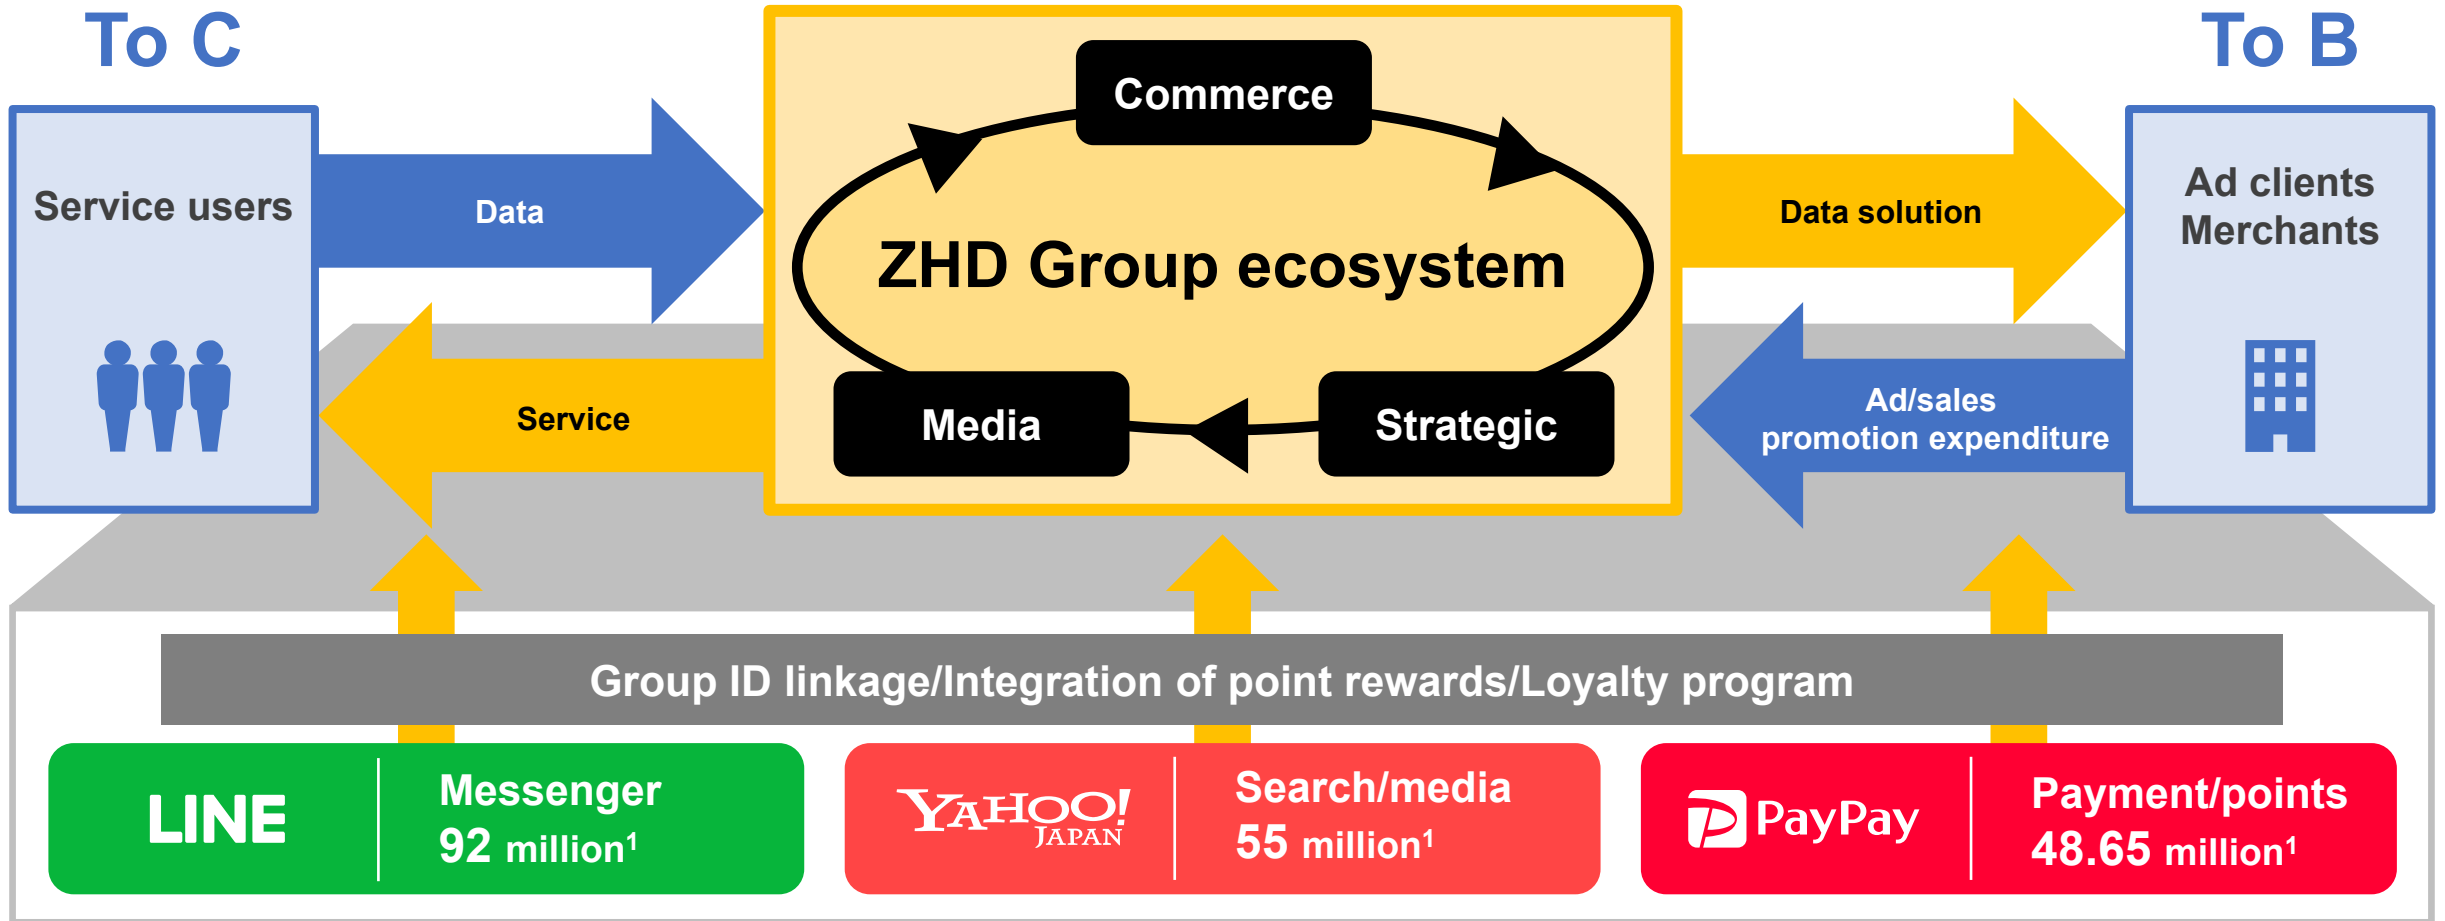 To C
To B
Commerce
Service users
Data
ZHD Group ecosystem
Data solution
Ad clients
Merchants
Service
Media
Strategic
Ad/sales
promotion expenditure
Group ID linkage/Integration of point rewards/Loyalty program
LINE
Messenger
92 million¹
YAHOO!
JAPAN
Search/media
55 million¹
PayPay
Payment/points
48.65 million¹